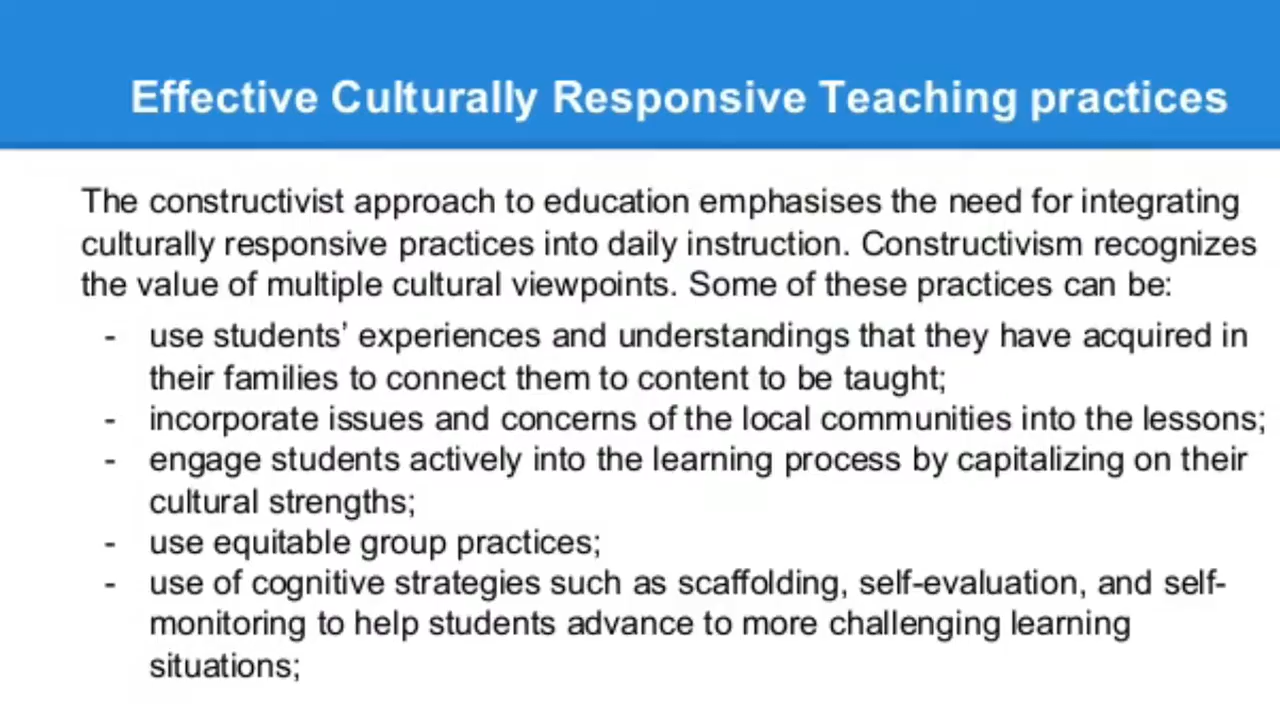 Effective Culturally Responsive Teaching practices
The constructivist approach to education emphasises the need for integrating
culturally responsive practices into daily instruction. Constructivism recognizes
the value of multiple cultural viewpoints. Some of these practices can be:
- use students’ experiences and understandings that they have acquired in
their families to connect them to content to be taught;
- incorporate issues and concerns of the local communities into the lessons;
- engage students actively into the learning process by capitalizing on their
cultural strengths;
- use equitable group practices;
- use of cognitive strategies such as scaffolding, self-evaluation, and self-
monitoring to help students advance to more challenging learning
situations;